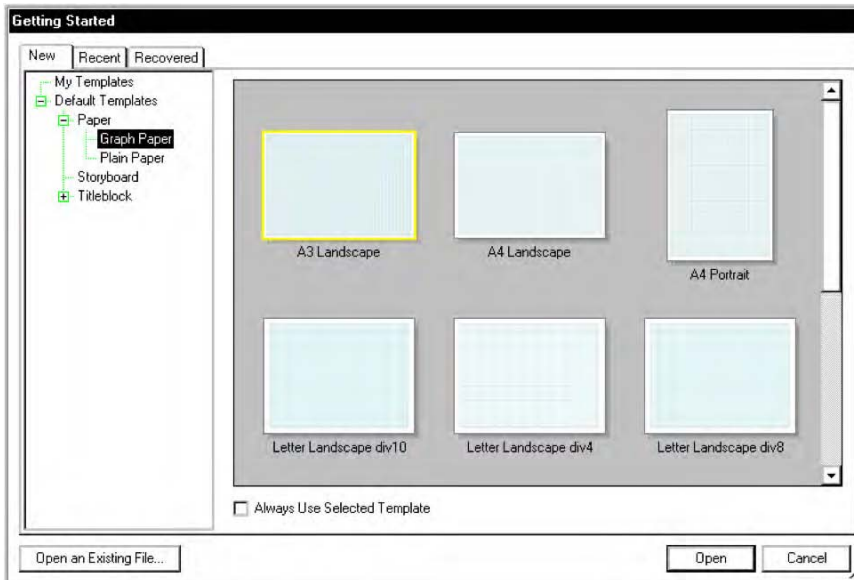 Getting Started
New Recent Recovered
My Templates
Default Templates
Paper
Graph Paper
Plain Paper
Storyboard
Titleblock
A3 Landscape A4 Landscape A4 Portrait
Letter Landscape div10 Letter Landscape div4 Letter Landscape div8
Always Use Selected Template
Open an Existing File... Open Cancel